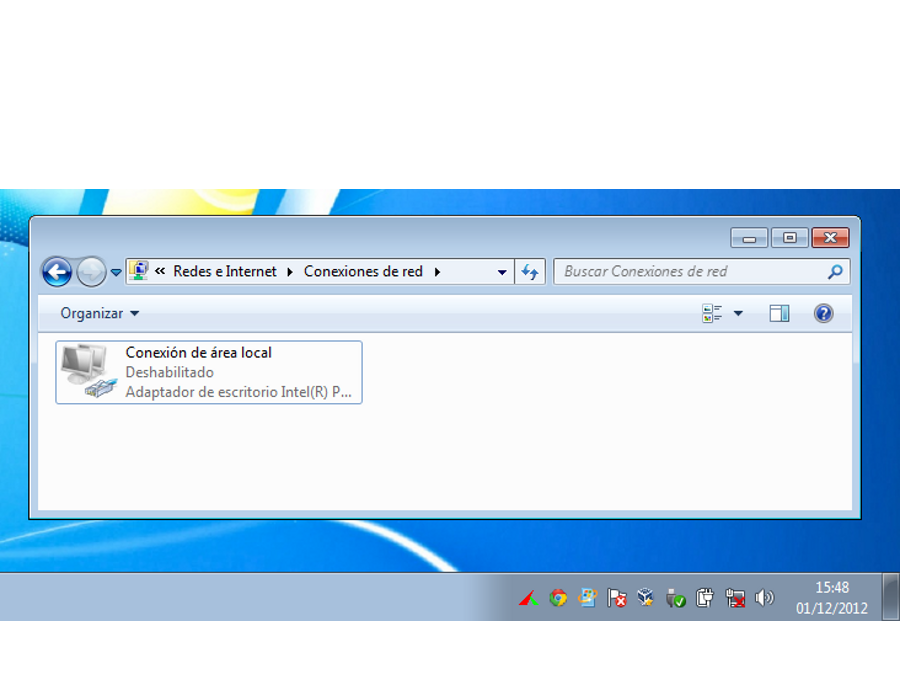 « Redes e Internet Conexiones de red
Buscar Conexiones de red
Organizar
Conexión de área local
Deshabilitado
Adaptador de escritorio Intel(R) P...
15:48
01/12/2012